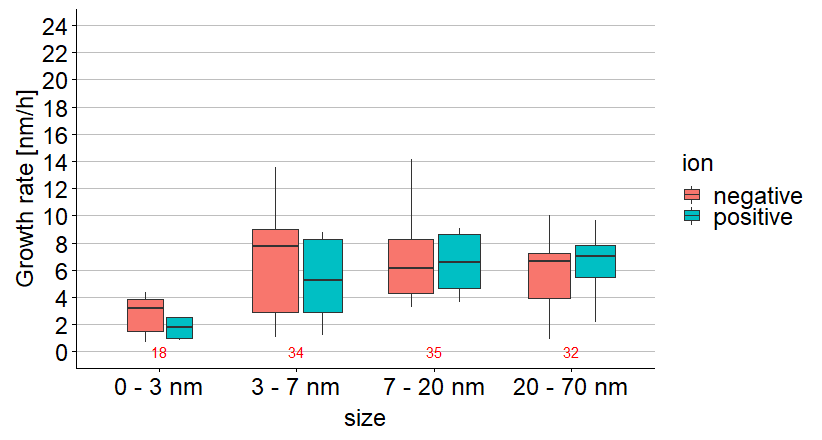 Growth rate [nm/h]
24
22
20
18
16
14
12
10
8
6
4
2
0
18
34
35
32
0 - 3 nm
3 - 7 nm
7 - 20 nm
20 - 70 nm
size
ion
negative
positive